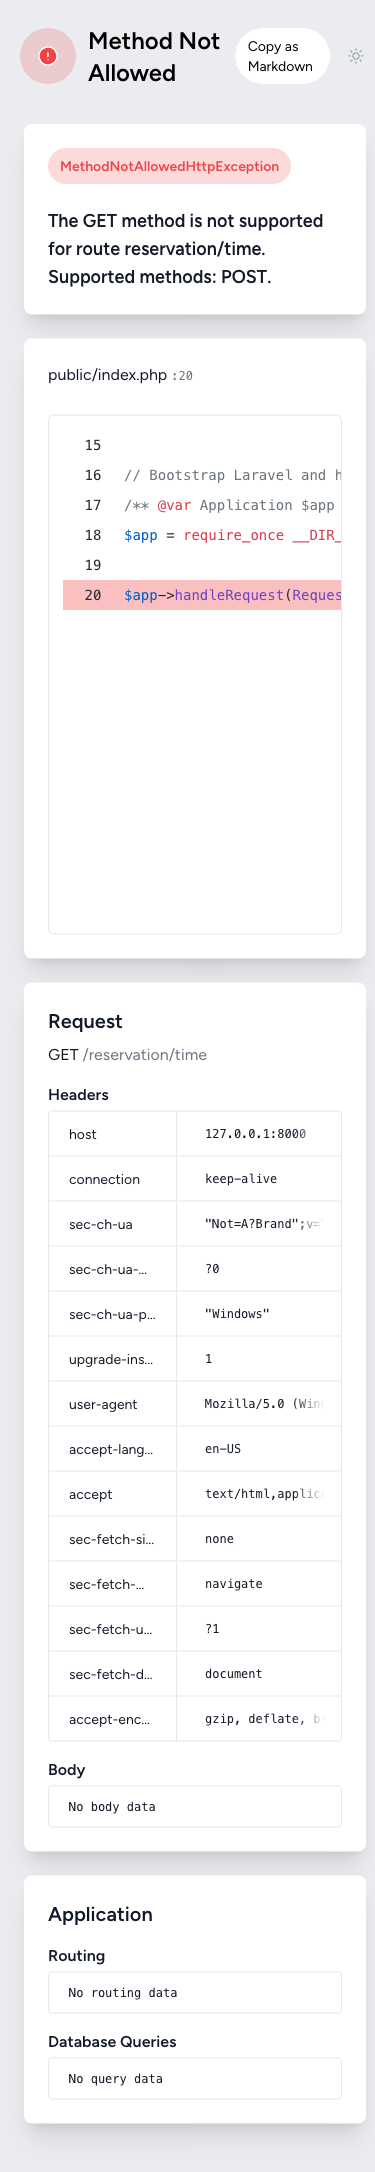 Method Not
Allowed
Copy as
Markdown
MethodNotAllowedHttpException
The GET method is not supported
for route reservation/time.
Supported methods: POST.
public/index.php :20
15
16 // Bootstrap Laravel and h
17 /** @var Application $app
18 $app = require_once __DIR_
19
20 $app->handleRequest(Reques
Request
GET /reservation/time
Headers
host 127.0.0.1:8000
connection keep-alive
sec-ch-ua "Not=A?Brand";v="
sec-ch-ua-... ?0
sec-ch-ua-p... "Windows"
upgrade-ins... 1
user-agent Mozilla/5.0 (Wind
accept-lang... en-US
accept text/html,applica
sec-fetch-si... none
sec-fetch-... navigate
sec-fetch-u... ?1
sec-fetch-d... document
accept-enc... gzip, deflate, br
Body
No body data
Application
Routing
No routing data
Database Queries
No query data